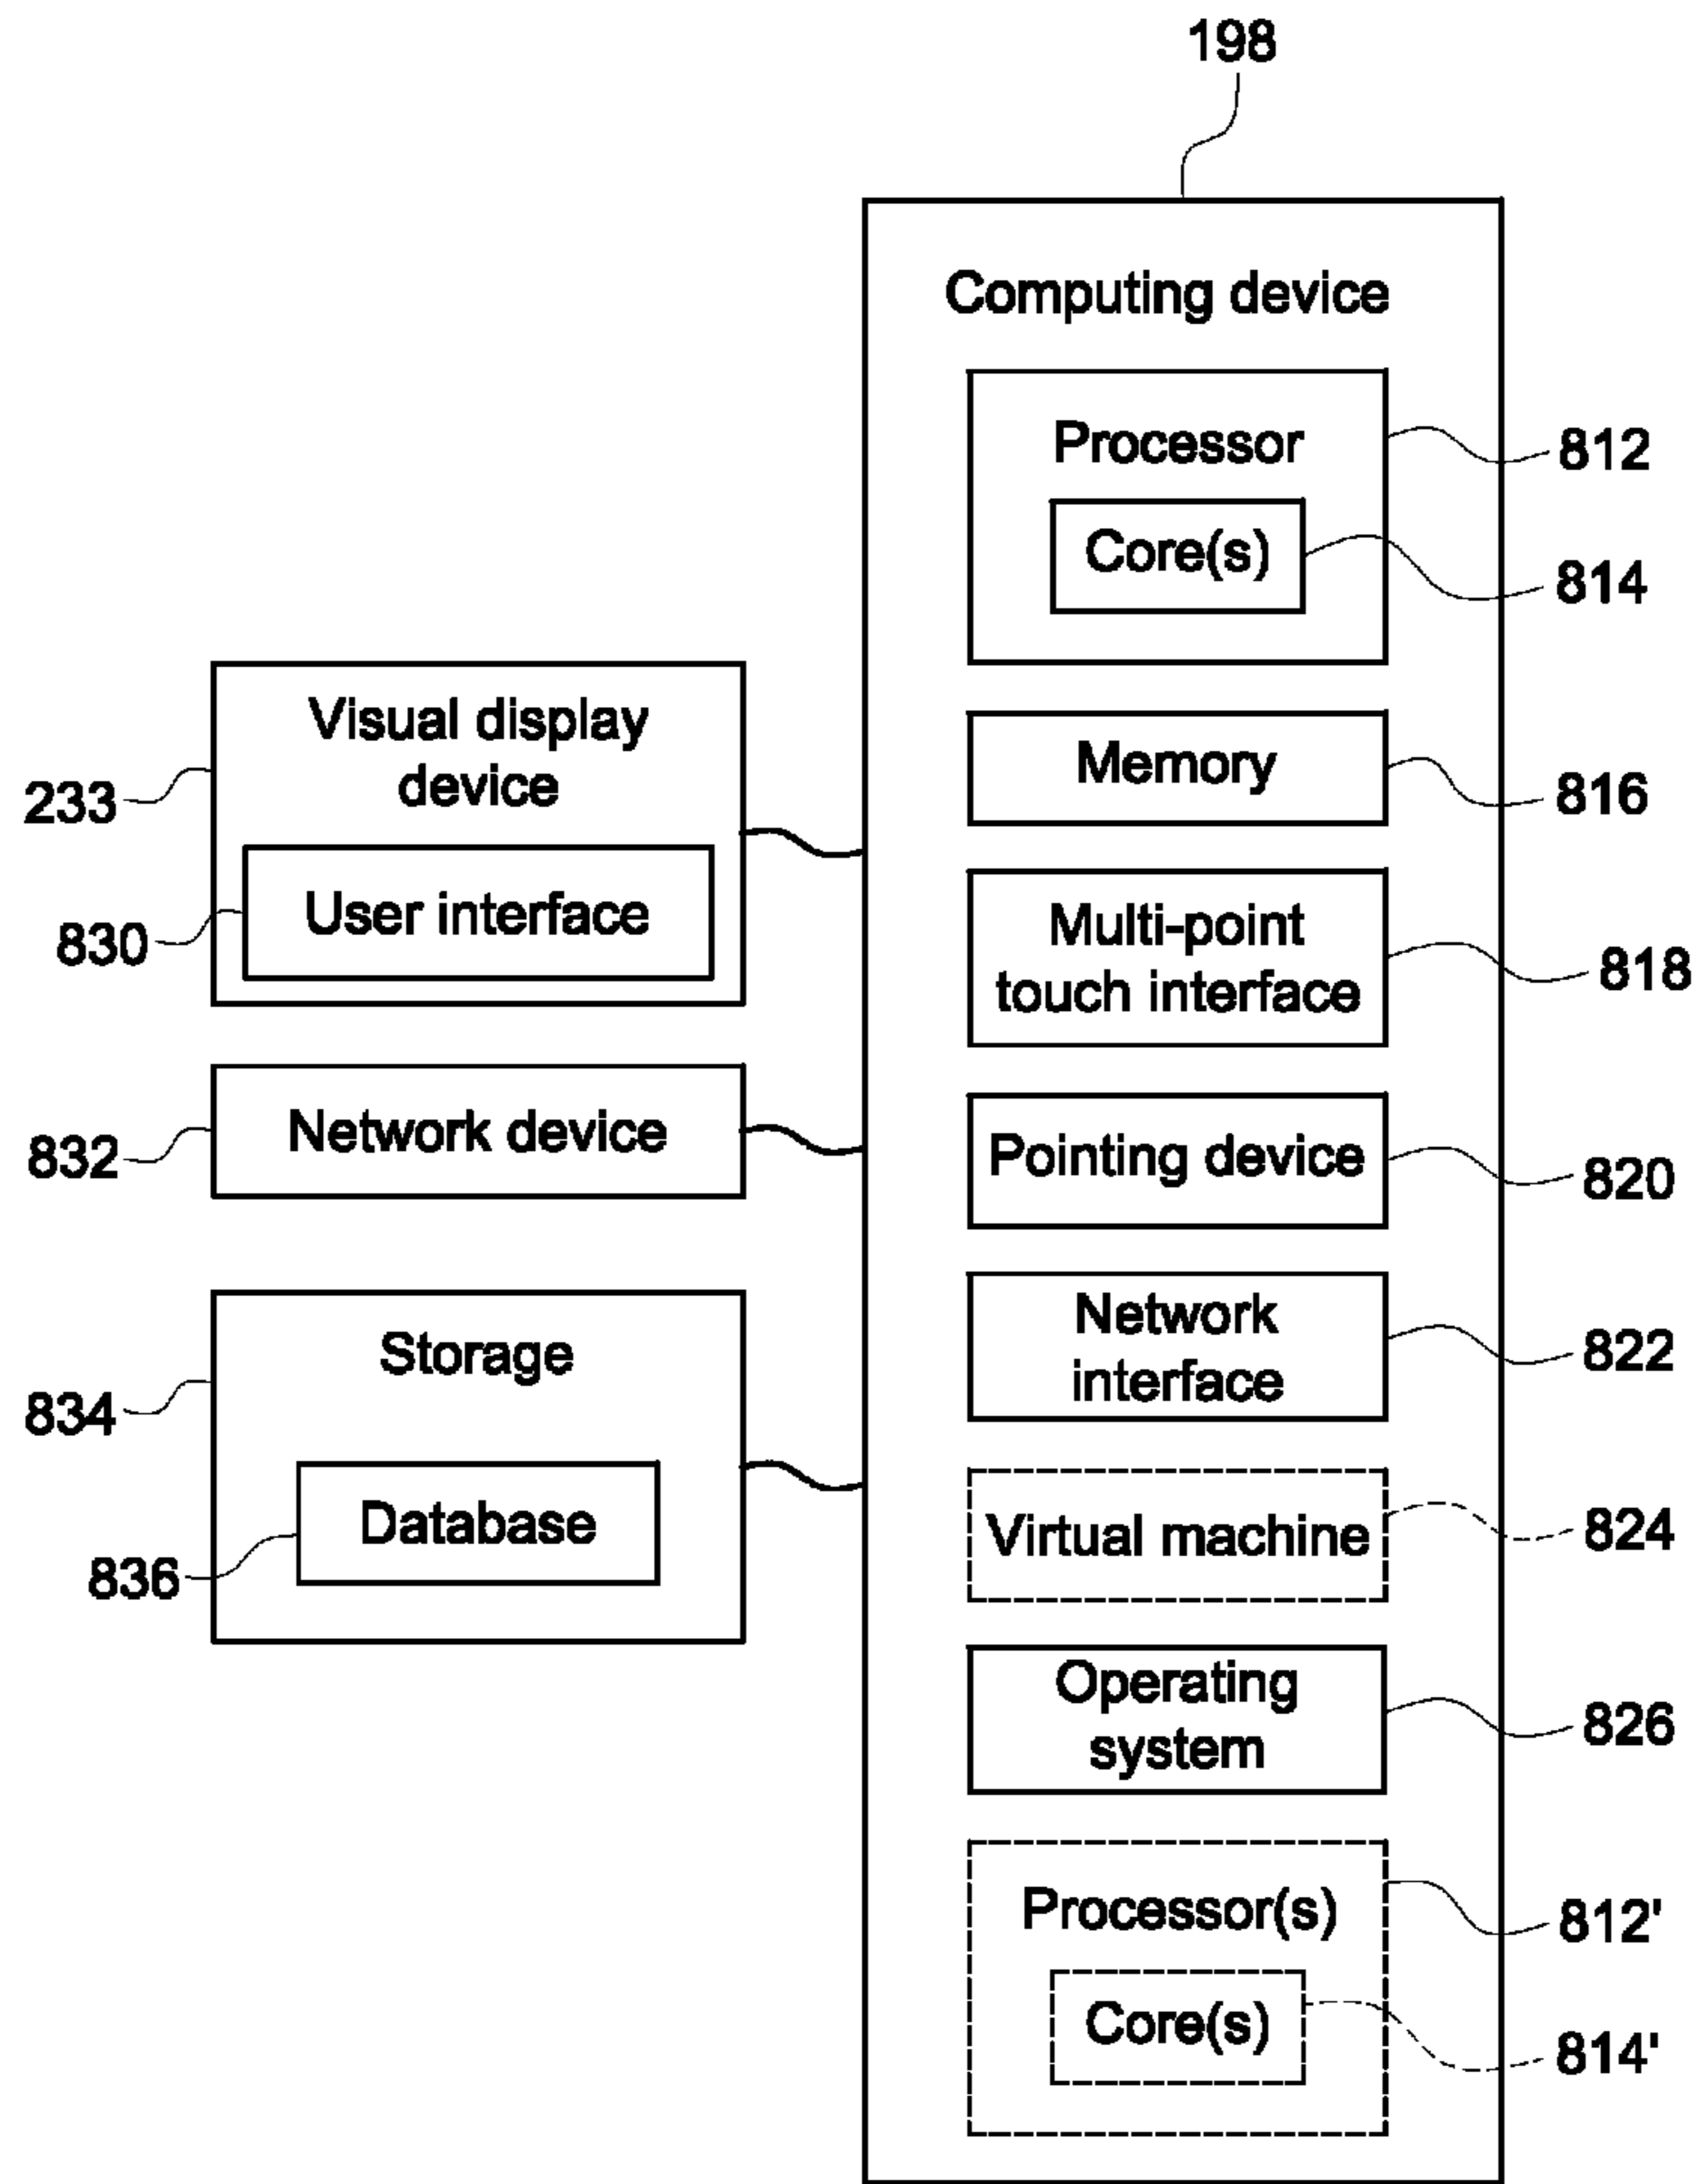 198
Computing device
Processor
812
Core(s)
814
Visual display
device
233
User interface
830
Memory
816
Multi-point
touch interface
818
Network device
832
Pointing device
820
Network
interface
822
Storage
834
Database
836
Virtual machine
824
Operating
system
826
Processor(s)
812'
Core(s)
814'